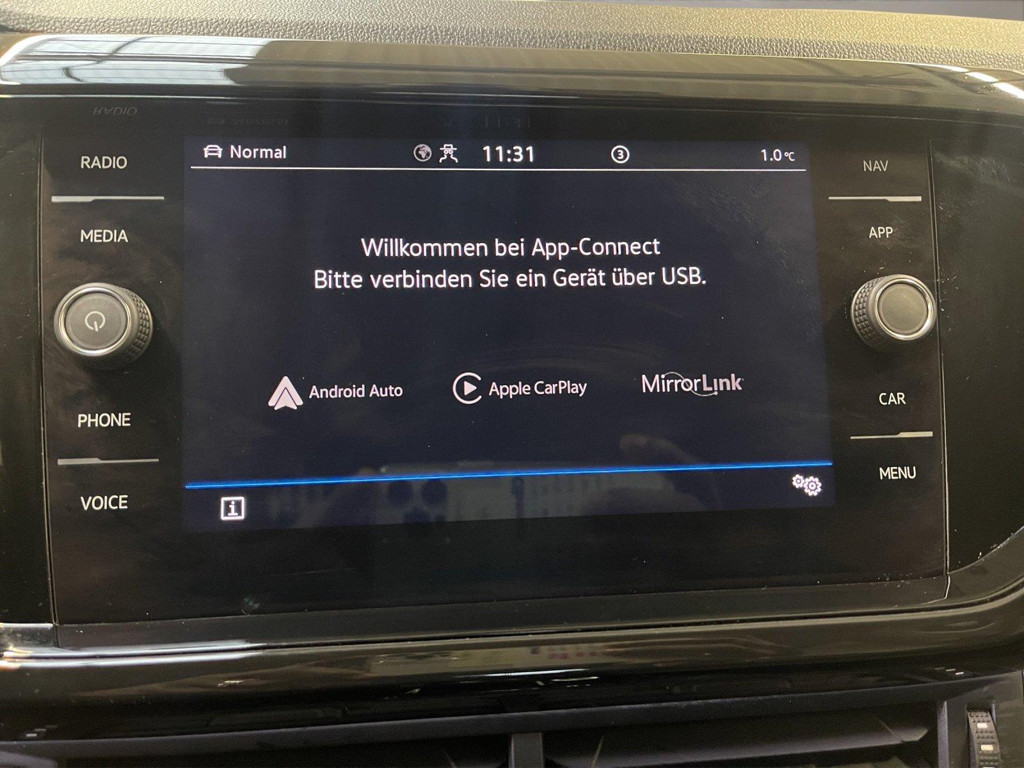 RADIO
MEDIA
PHONE
VOICE
Normal
11:31
3
1.0°C
Willkommen bei App-Connect
Bitte verbinden Sie ein Gerät über USB.
Android Auto
Apple CarPlay
MirrorLink
i
NAV
APP
CAR
MENU